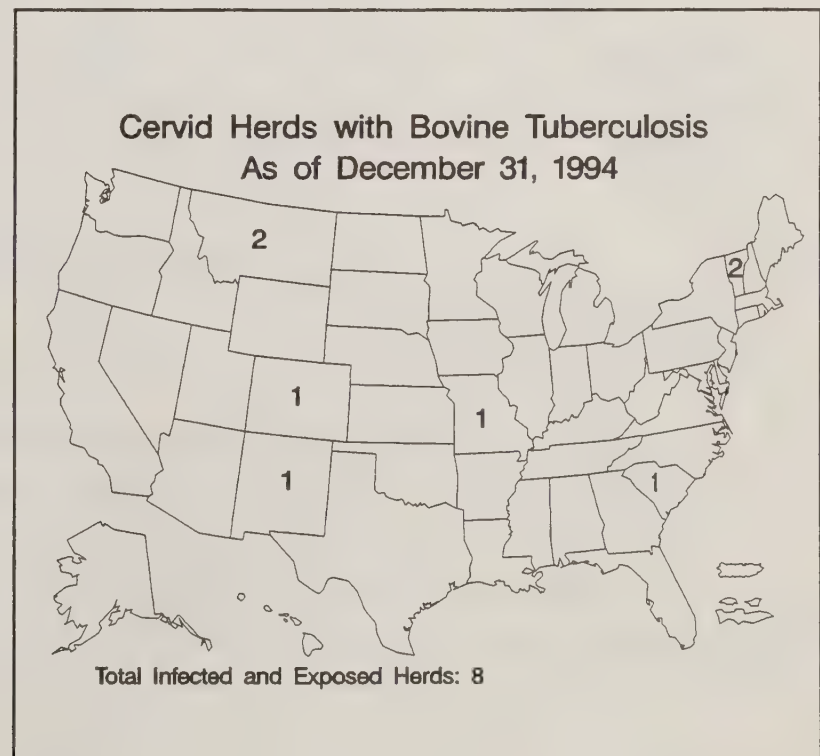 Cervid Herds with Bovine Tuberculosis
As of December 31, 1994
2
2
1
1
1
1
Total Infected and Exposed Herds: 8